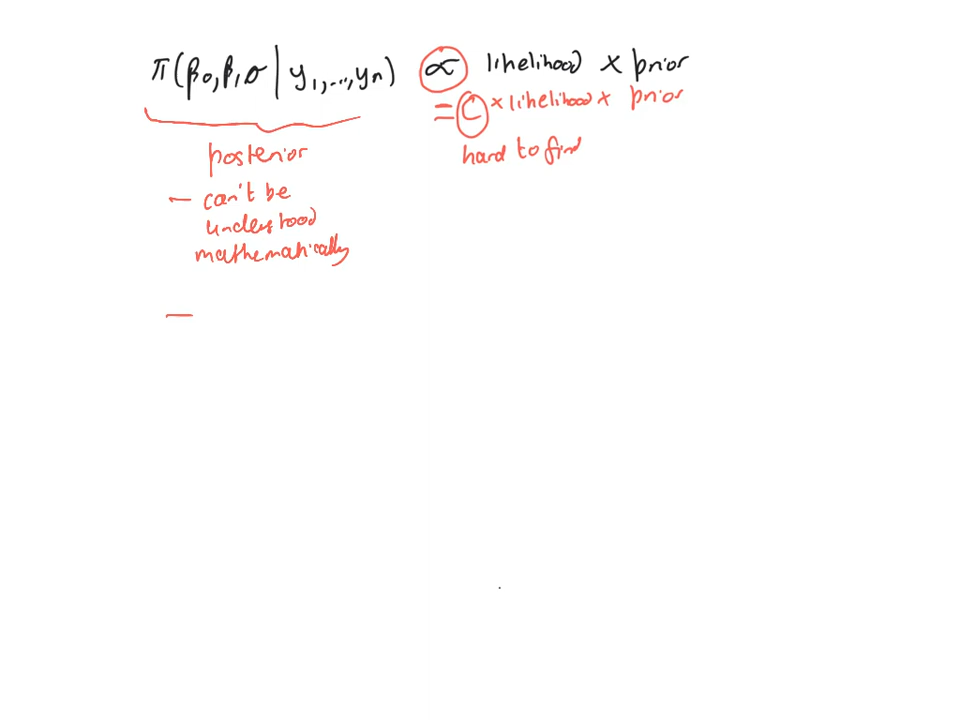 π(β0,β1,σ | y1,...,yn) ∝ likelihood × prior
= C × likelihood × prior
hard to find
posterior
— can't be
understood
mathematically
—